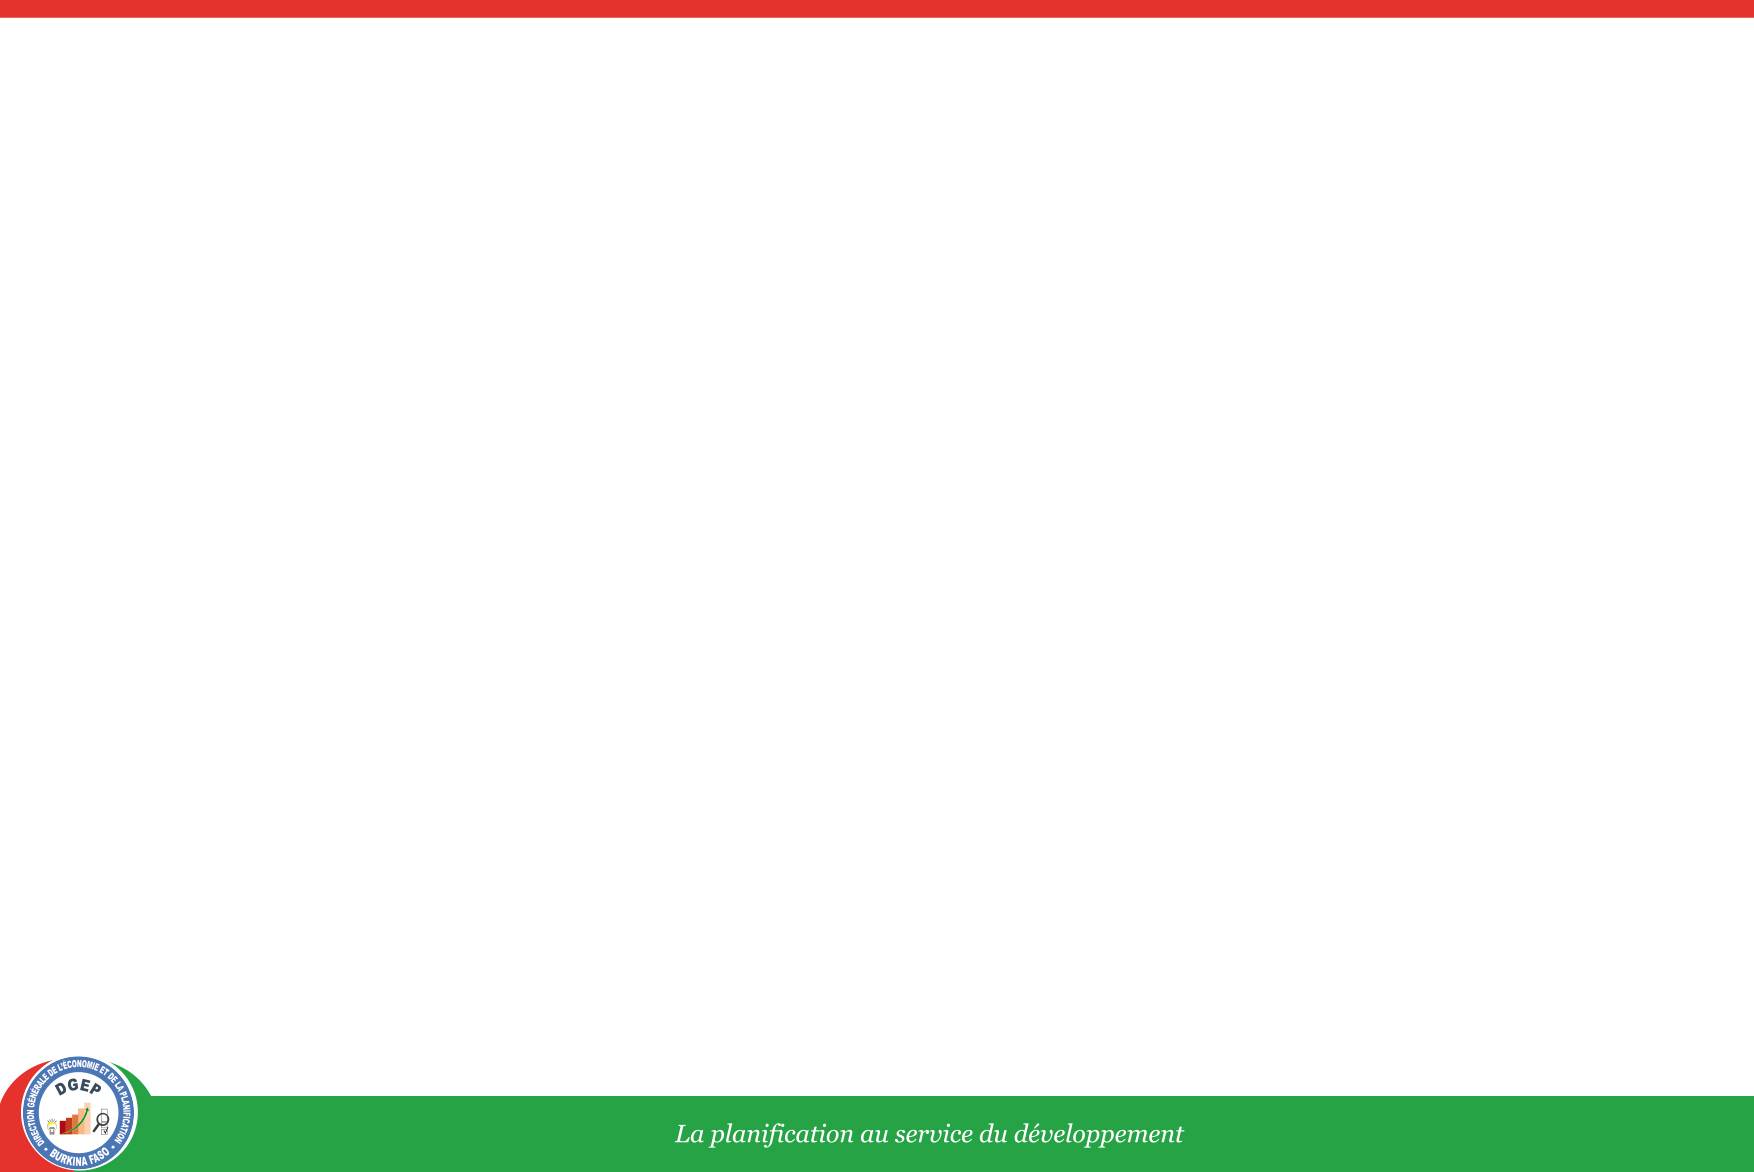 DIRECTION GÉNÉRALE DE L'ÉCONOMIE ET DE LA PLANIFICATION
DGEP
• BURKINA FASO •
La planification au service du développement